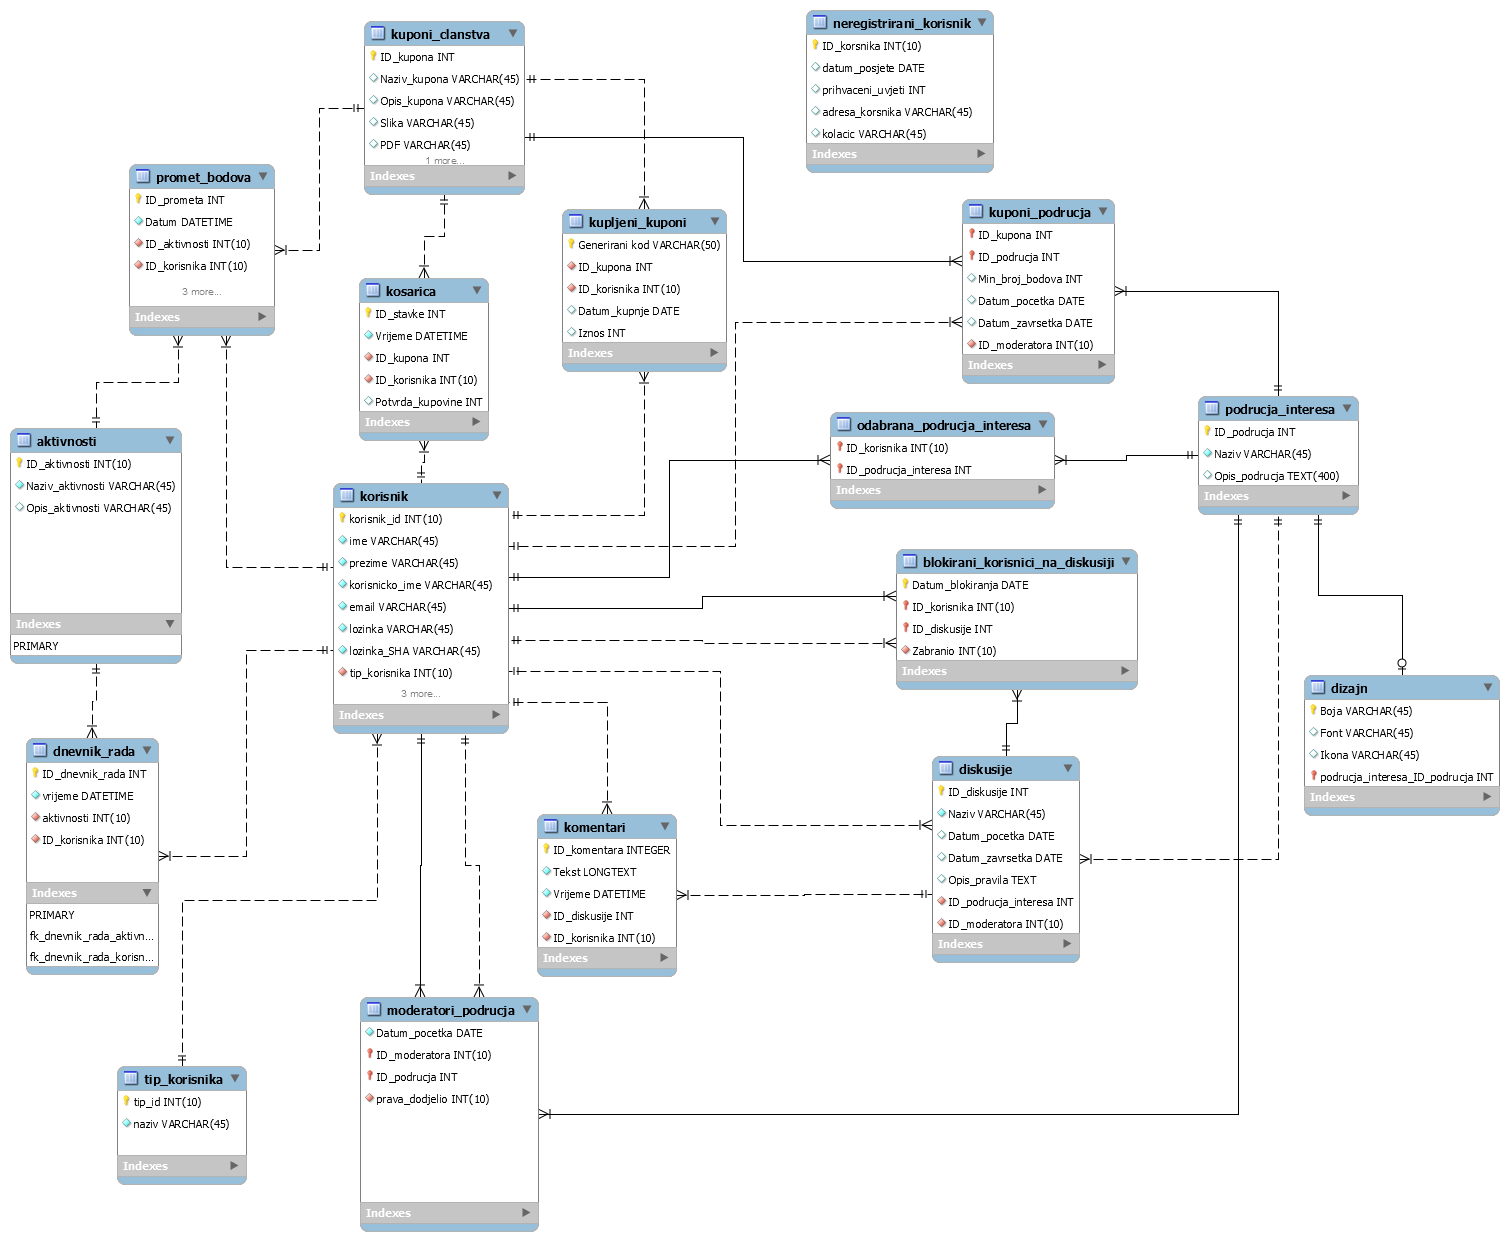 kuponi_clanstva
ID_kupona INT
Naziv_kupona VARCHAR(45)
Opis_kupona VARCHAR(45)
Slika VARCHAR(45)
PDF VARCHAR(45)
1 more...
Indexes
neregistrirani_korisnik
ID_korsnika INT(10)
datum_posjete DATE
prihvaceni_uvjeti INT
adresa_korsnika VARCHAR(45)
kolacic VARCHAR(45)
Indexes
promet_bodova
ID_prometa INT
Datum DATETIME
ID_aktivnosti INT(10)
ID_korisnika INT(10)
3 more...
Indexes
kupljeni_kuponi
Generirani kod VARCHAR(50)
ID_kupona INT
ID_korisnika INT(10)
Datum_kupnje DATE
Iznos INT
Indexes
kuponi_podrucja
ID_kupona INT
ID_podrucja INT
Min_broj_bodova INT
Datum_pocetka DATE
Datum_zavrsetka DATE
ID_moderatora INT(10)
Indexes
kosarica
ID_stavke INT
Vrijeme DATETIME
ID_kupona INT
ID_korisnika INT(10)
Potvrda_kupovine INT
Indexes
podrucja_interesa
ID_podrucja INT
Naziv VARCHAR(45)
Opis_podrucja TEXT(400)
Indexes
odabrana_podrucja_interesa
ID_korisnika INT(10)
ID_podrucja_interesa INT
Indexes
aktivnosti
ID_aktivnosti INT(10)
Naziv_aktivnosti VARCHAR(45)
Opis_aktivnosti VARCHAR(45)
Indexes
PRIMARY
korisnik
korisnik_id INT(10)
ime VARCHAR(45)
prezime VARCHAR(45)
korisnicko_ime VARCHAR(45)
email VARCHAR(45)
lozinka VARCHAR(45)
lozinka_SHA VARCHAR(45)
tip_korisnika INT(10)
3 more...
Indexes
blokirani_korisnici_na_diskusiji
Datum_blokiranja DATE
ID_korisnika INT(10)
ID_diskusije INT
Zabranio INT(10)
Indexes
dizajn
Boja VARCHAR(45)
Font VARCHAR(45)
Ikona VARCHAR(45)
podrucja_interesa_ID_podrucja INT
Indexes
dnevnik_rada
ID_dnevnik_rada INT
vrijeme DATETIME
aktivnosti INT(10)
ID_korisnika INT(10)
Indexes
PRIMARY
fk_dnevnik_rada_aktivn...
fk_dnevnik_rada_korisn...
diskusije
ID_diskusije INT
Naziv VARCHAR(45)
Datum_pocetka DATE
Datum_zavrsetka DATE
Opis_pravila TEXT
ID_podrucja_interesa INT
ID_moderatora INT(10)
Indexes
komentari
ID_komentara INTEGER
Tekst LONGTEXT
Vrijeme DATETIME
ID_diskusije INT
ID_korisnika INT(10)
Indexes
moderatori_podrucja
Datum_pocetka DATE
ID_moderatora INT(10)
ID_podrucja INT
prava_dodjelio INT(10)
Indexes
tip_korisnika
tip_id INT(10)
naziv VARCHAR(45)
Indexes